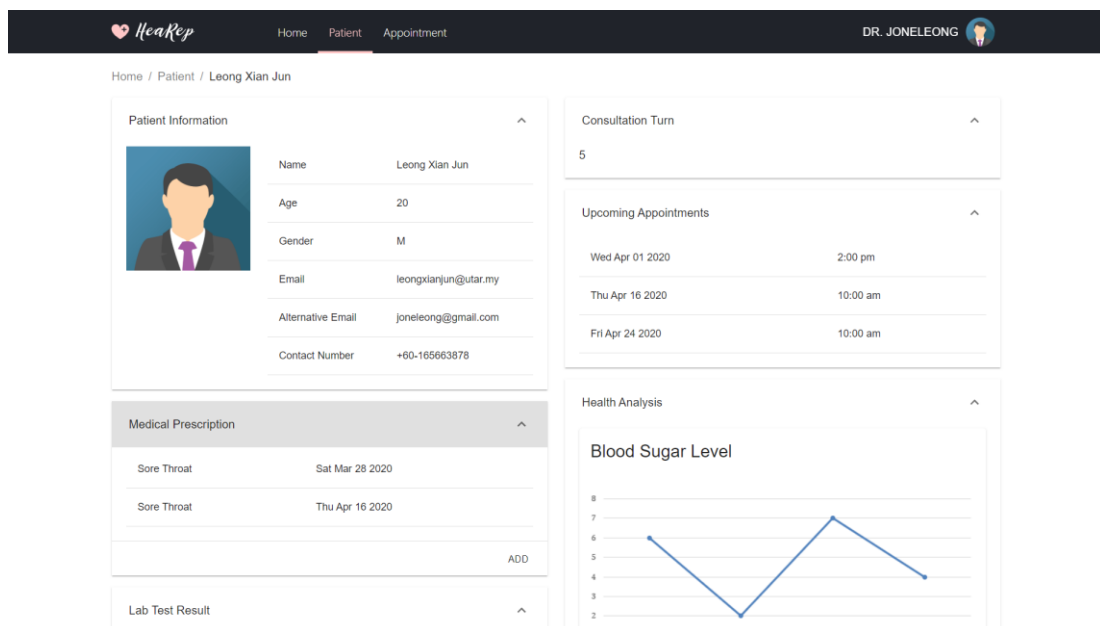 HeaRep Home Patient Appointment DR. JONELEONG
Home / Patient / Leong Xian Jun
Patient Information
Name Leong Xian Jun
Age 20
Gender M
Email leongxianjun@utar.my
Alternative Email joneleong@gmail.com
Contact Number +60-165663878
Medical Prescription
Sore Throat Sat Mar 28 2020
Sore Throat Thu Apr 16 2020
ADD
Lab Test Result
Consultation Turn
5
Upcoming Appointments
Wed Apr 01 2020 2:00 pm
Thu Apr 16 2020 10:00 am
Fri Apr 24 2020 10:00 am
Health Analysis
Blood Sugar Level
8
7
6
5
4
3
2